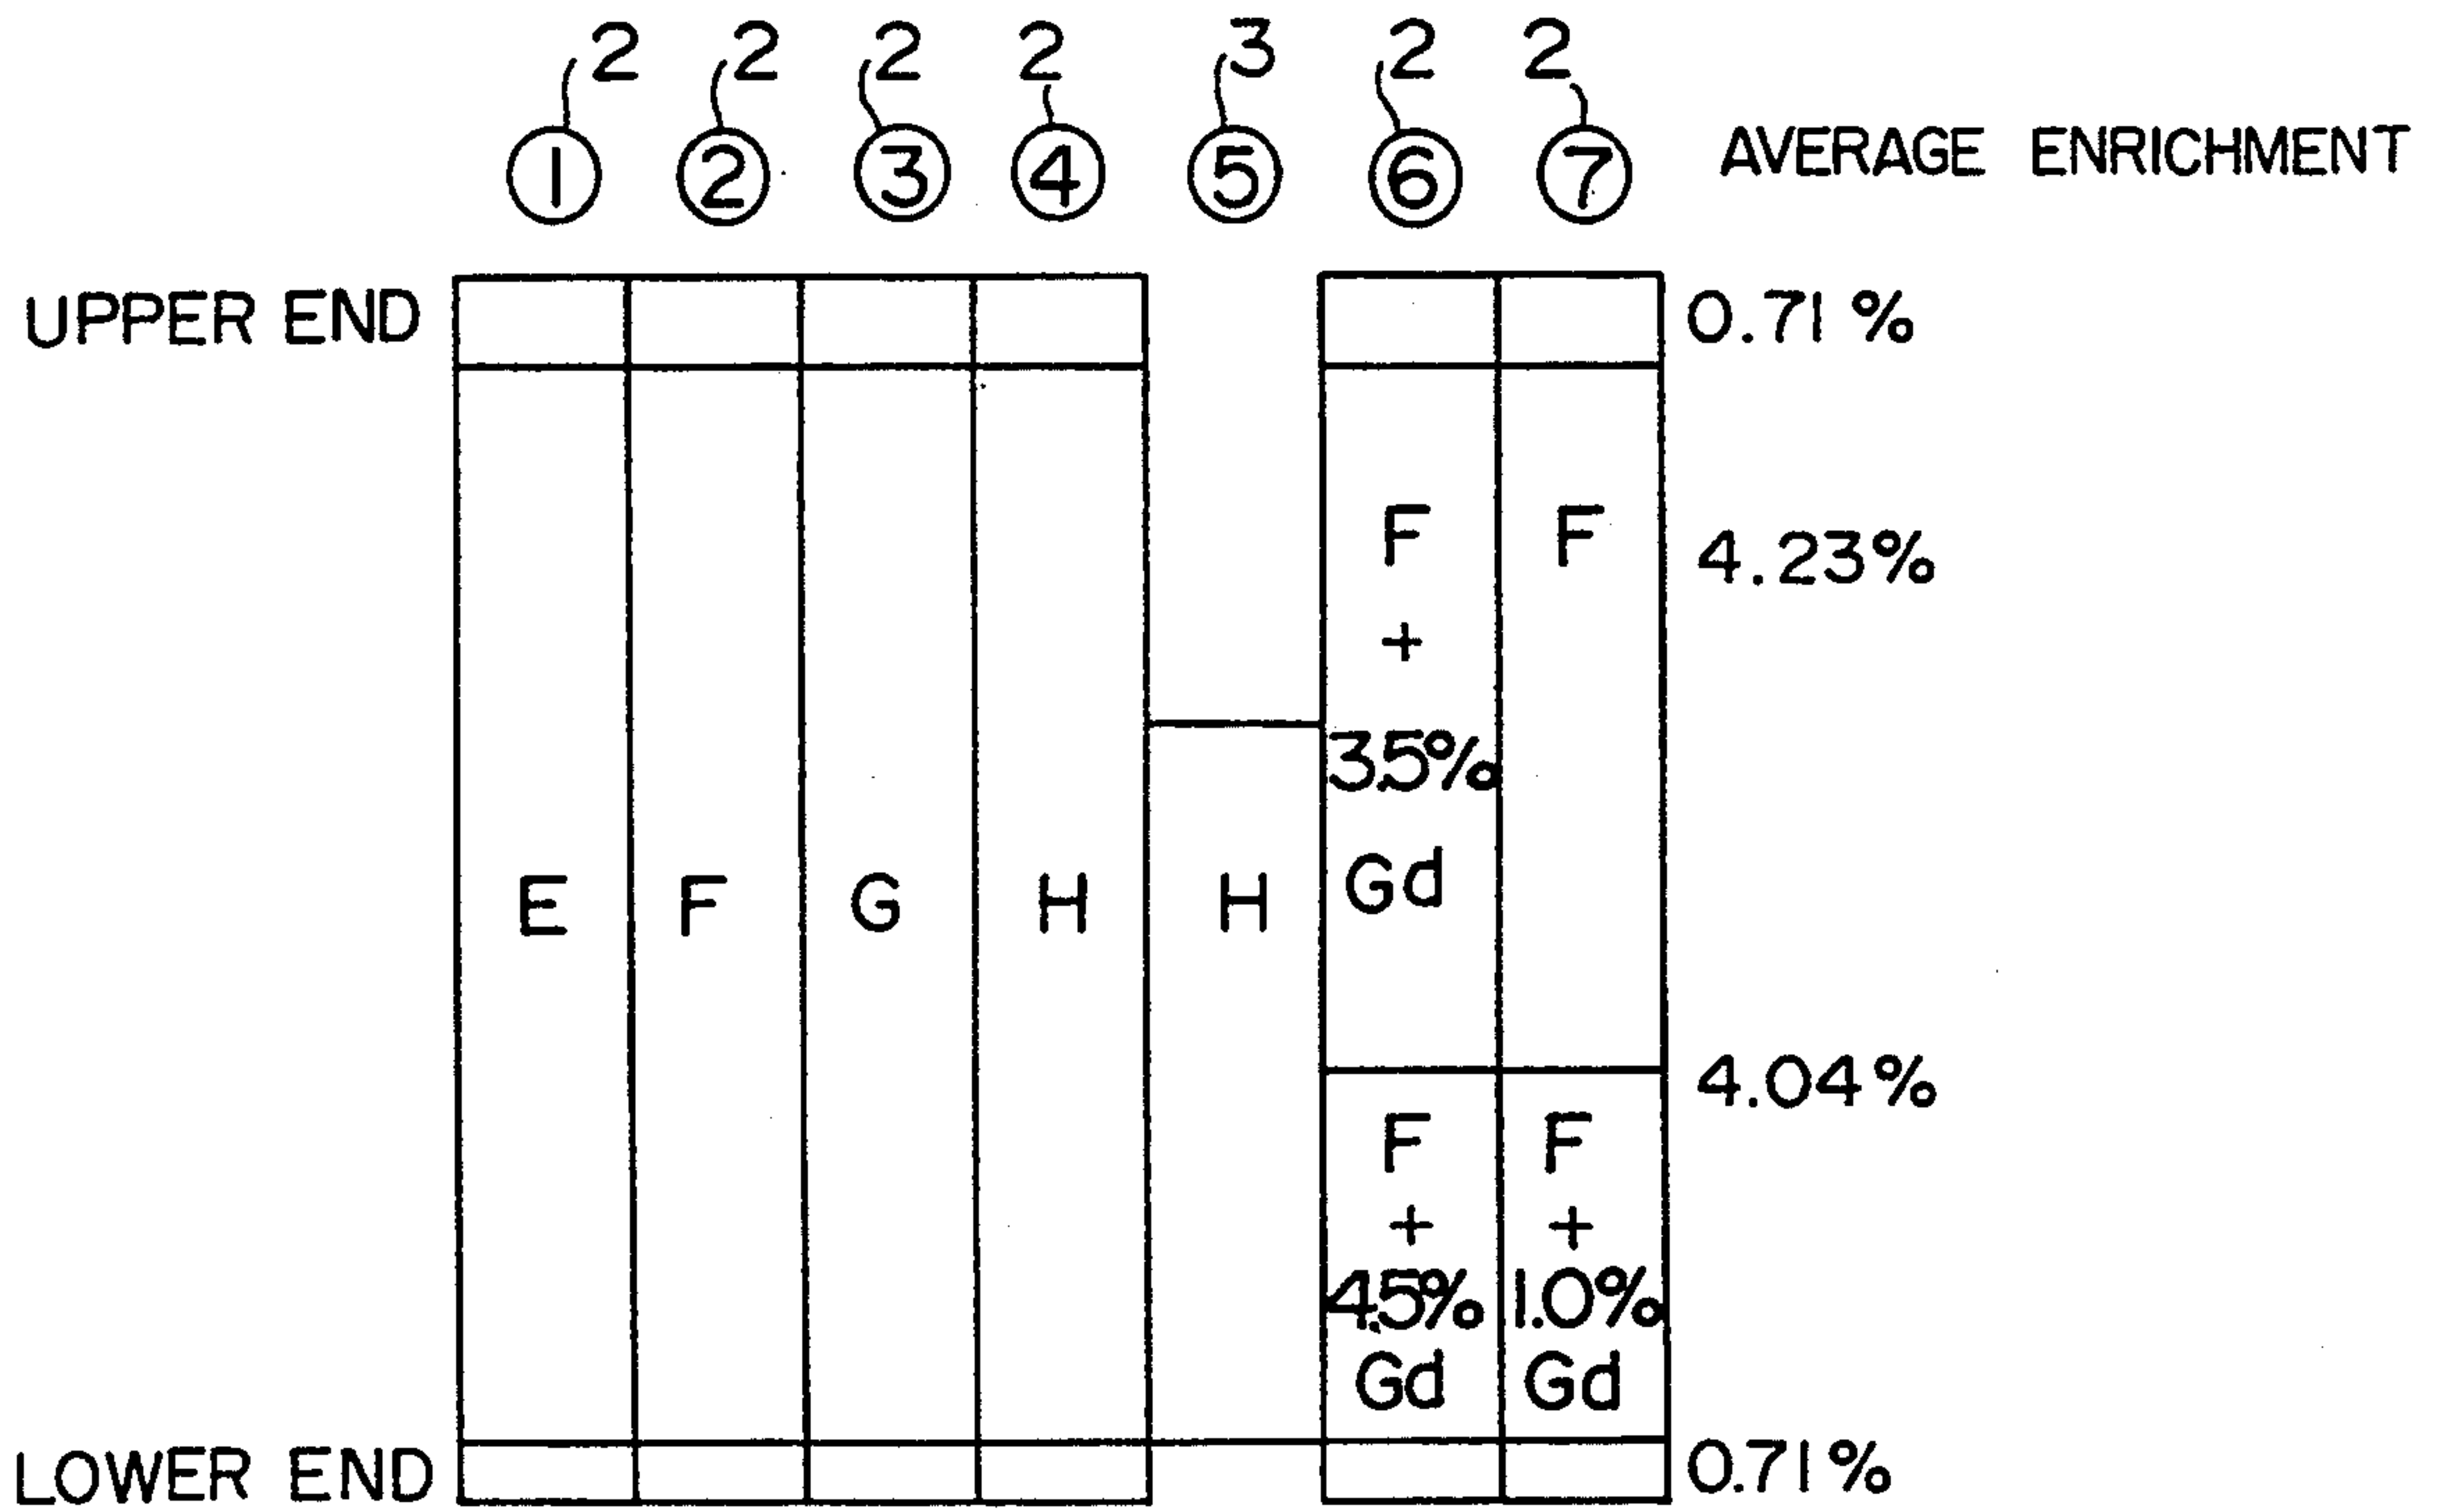 2 2 2 2 3 2 2
① ② ③ ④ ⑤ ⑥ ⑦ AVERAGE ENRICHMENT
UPPER END 0.71%
F F 4.23%
+
3.5%
E F G H H Gd
4.04%
F F
+ +
4.5% 1.0%
Gd Gd
LOWER END 0.71%